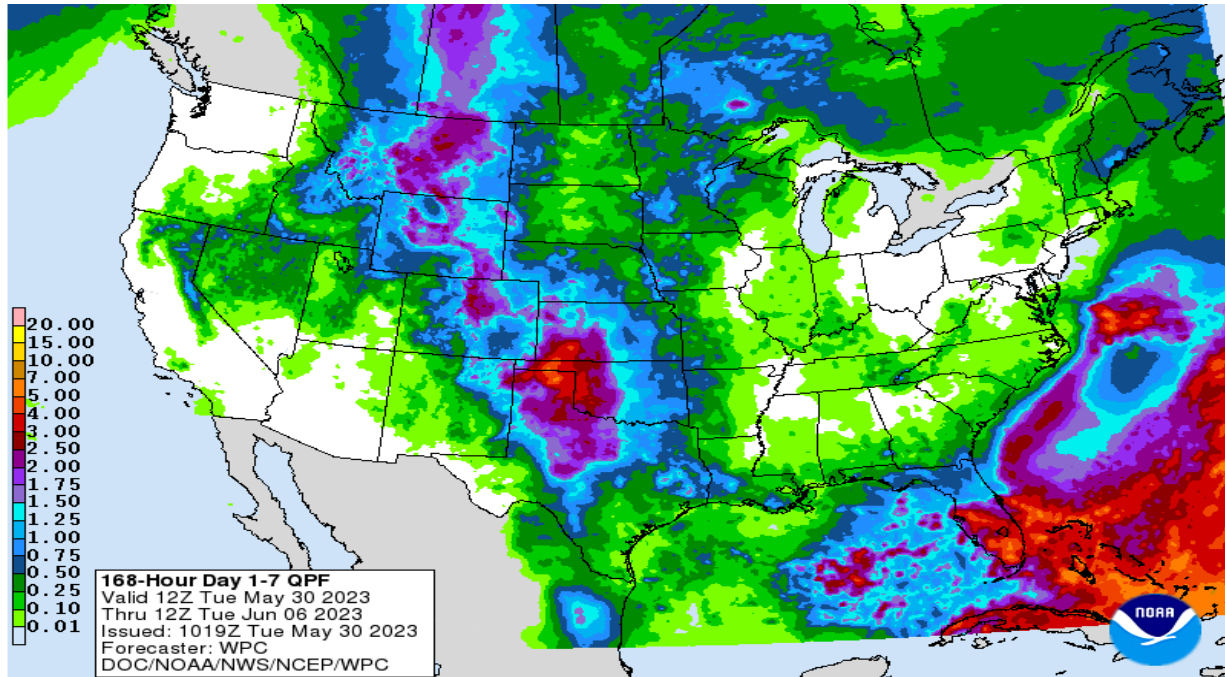 20.00
15.00
10.00
7.00
5.00
4.00
3.00
2.50
2.00
1.75
1.50
1.25
1.00
0.75
0.50
0.25
0.10
0.01
168-Hour Day 1-7 QPF
Valid 12Z Tue May 30 2023
Thru 12Z Tue Jun 06 2023
Issued: 1019Z Tue May 30 2023
Forecaster: WPC
DOC/NOAA/NWS/NCEP/WPC
NOAA